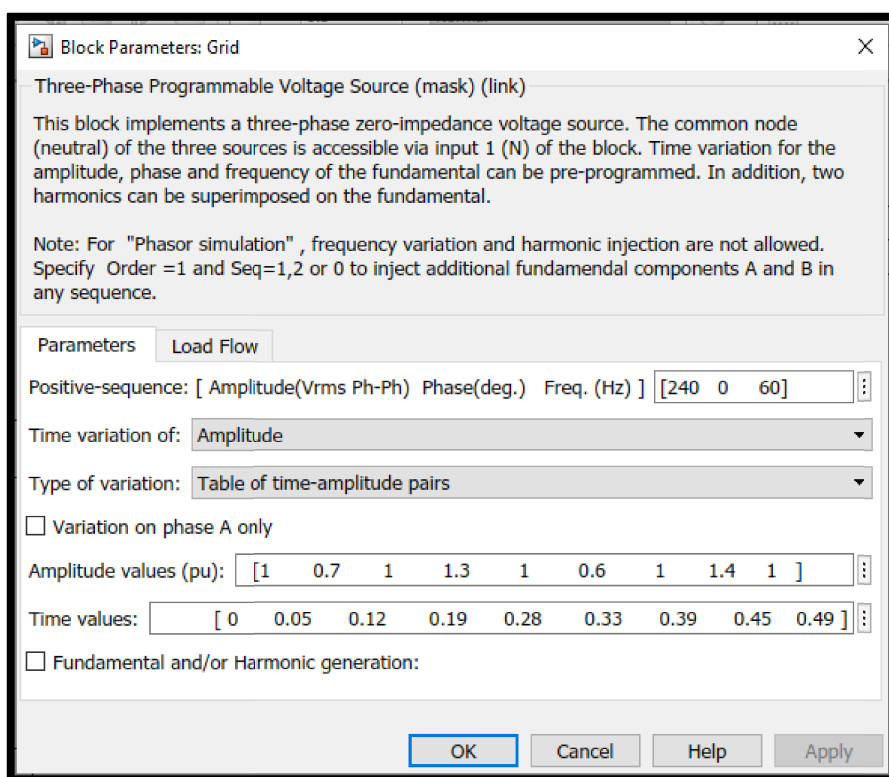 Block Parameters: Grid
Three-Phase Programmable Voltage Source (mask) (link)
This block implements a three-phase zero-impedance voltage source. The common node
(neutral) of the three sources is accessible via input 1 (N) of the block. Time variation for the
amplitude, phase and frequency of the fundamental can be pre-programmed. In addition, two
harmonics can be superimposed on the fundamental.
Note: For "Phasor simulation" , frequency variation and harmonic injection are not allowed.
Specify Order =1 and Seq=1,2 or 0 to inject additional fundamendal components A and B in
any sequence.
Parameters Load Flow
Positive-sequence: [ Amplitude(Vrms Ph-Ph) Phase(deg.) Freq. (Hz) ] [240 0 60]
Time variation of: Amplitude
Type of variation: Table of time-amplitude pairs
Variation on phase A only
Amplitude values (pu): [1 0.7 1 1.3 1 0.6 1 1.4 1 ]
Time values: [ 0 0.05 0.12 0.19 0.28 0.33 0.39 0.45 0.49 ]
Fundamental and/or Harmonic generation:
OK Cancel Help Apply